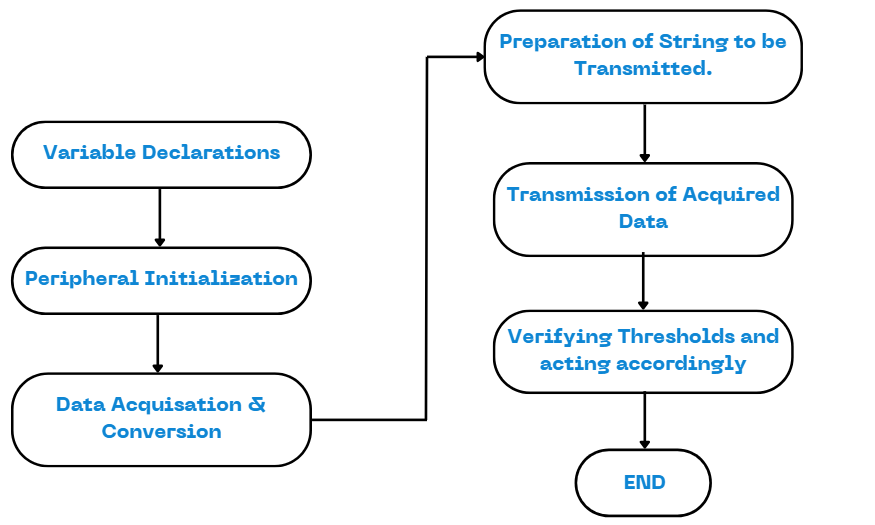 Variable Declarations
Peripheral Initialization
Data Acquisation &
Conversion
Preparation of String to be
Transmitted.
Transmission of Acquired
Data
Verifying Thresholds and
acting accordingly
END